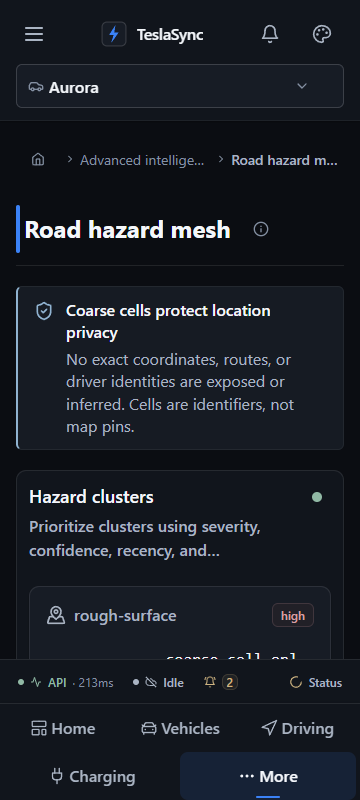 TeslaSync
Aurora
Advanced intellige... Road hazard m...
Road hazard mesh
Coarse cells protect location
privacy
No exact coordinates, routes, or
driver identities are exposed or
inferred. Cells are identifiers, not
map pins.
Hazard clusters
Prioritize clusters using severity,
confidence, recency, and...
rough-surface high
API · 213ms Idle 2 Status
Home Vehicles Driving
Charging More